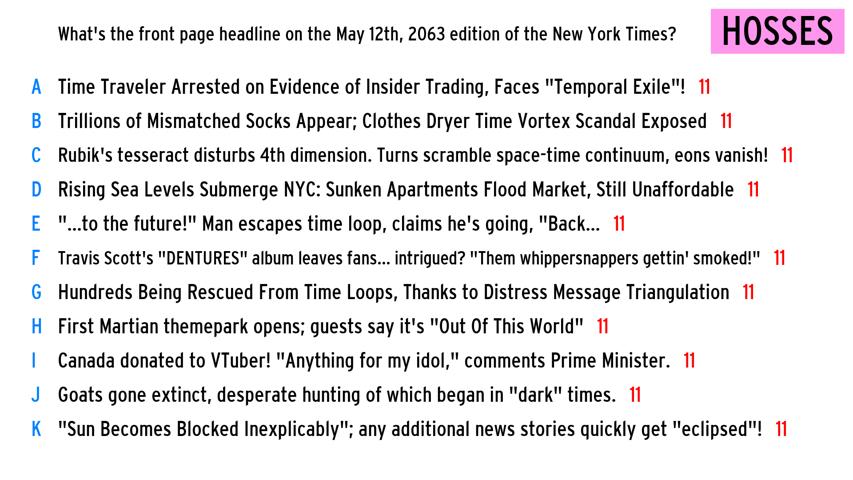 What's the front page headline on the May 12th, 2063 edition of the New York Times?
HOSSES
A Time Traveler Arrested on Evidence of Insider Trading, Faces "Temporal Exile"! 11
B Trillions of Mismatched Socks Appear; Clothes Dryer Time Vortex Scandal Exposed 11
C Rubik's tesseract disturbs 4th dimension. Turns scramble space-time continuum, eons vanish! 11
D Rising Sea Levels Submerge NYC: Sunken Apartments Flood Market, Still Unaffordable 11
E "...to the future!" Man escapes time loop, claims he's going, "Back... 11
F Travis Scott's "DENTURES" album leaves fans... intrigued? "Them whippersnappers gettin' smoked!" 11
G Hundreds Being Rescued From Time Loops, Thanks to Distress Message Triangulation 11
H First Martian themepark opens; guests say it's "Out Of This World" 11
I Canada donated to VTuber! "Anything for my idol," comments Prime Minister. 11
J Goats gone extinct, desperate hunting of which began in "dark" times. 11
K "Sun Becomes Blocked Inexplicably"; any additional news stories quickly get "eclipsed"! 11